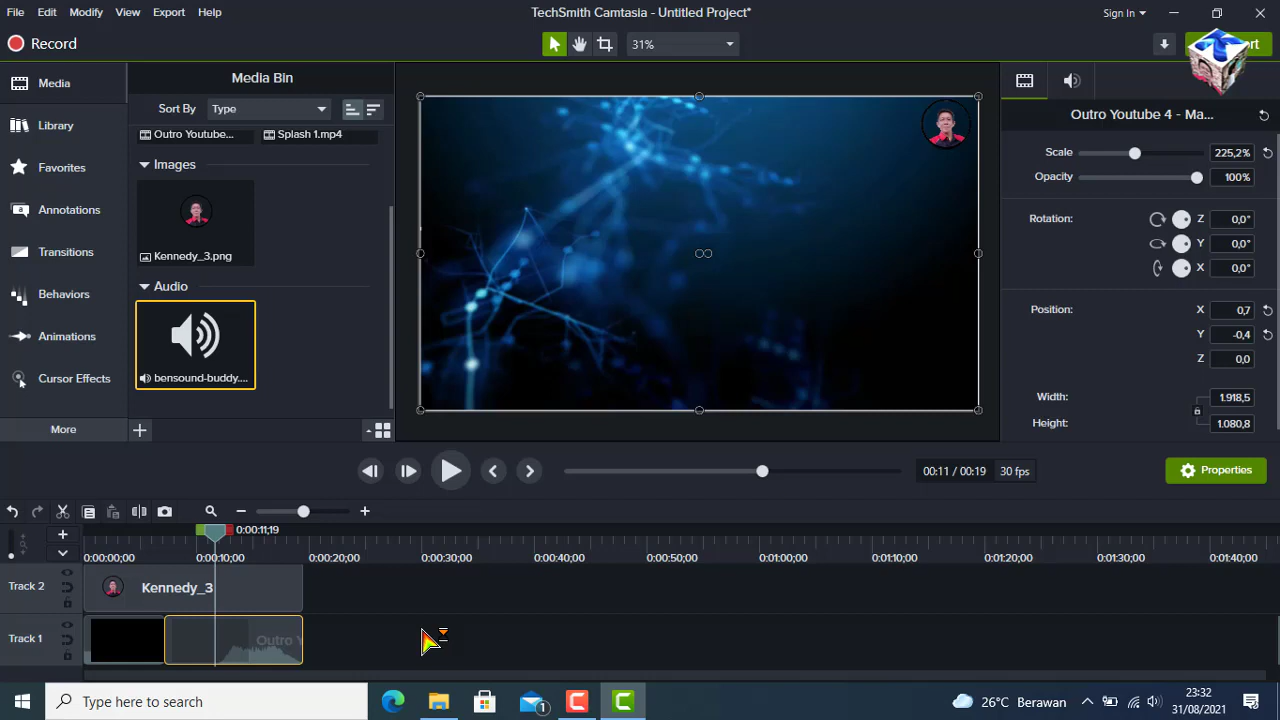 File Edit Modify View Export Help
TechSmith Camtasia - Untitled Project*
Sign In
Record
31%
Media
Library
Favorites
Annotations
Transitions
Behaviors
Animations
Cursor Effects
More
Media Bin
Sort By Type
Outro Youtube... Splash 1.mp4
Images
Kennedy_3.png
Audio
bensound-buddy....
Outro Youtube 4 - Ma...
Scale 225,2%
Opacity 100%
Rotation: Z 0,0°
Y 0,0°
X 0,0°
Position: X 0,7
Y -0,4
Z 0,0
Width: 1.918,5
Height: 1.080,8
00:11 / 00:19 30 fps
Properties
0:00:11;19
0:00:00;00 0:00:10;00 0:00:20;00 0:00:30;00 0:00:40;00 0:00:50;00 0:01:00;00 0:01:10;00 0:01:20;00 0:01:30;00 0:01:40;00
Track 2
Kennedy_3
Track 1
Outro Y
Type here to search
1
26°C Berawan
23:32
31/08/2021